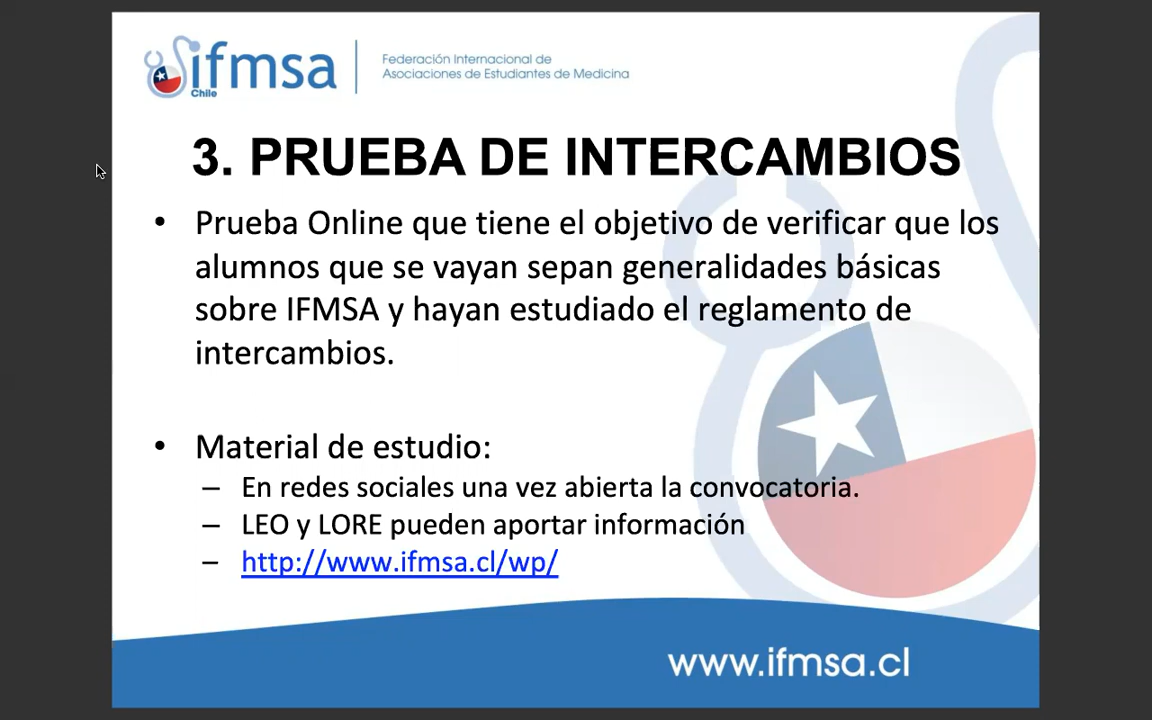 ifmsa
Chile
Federación Internacional de
Asociaciones de Estudiantes de Medicina
3. PRUEBA DE INTERCAMBIOS
• Prueba Online que tiene el objetivo de verificar que los
alumnos que se vayan sepan generalidades básicas
sobre IFMSA y hayan estudiado el reglamento de
intercambios.
• Material de estudio:
– En redes sociales una vez abierta la convocatoria.
– LEO y LORE pueden aportar información
– http://www.ifmsa.cl/wp/
www.ifmsa.cl